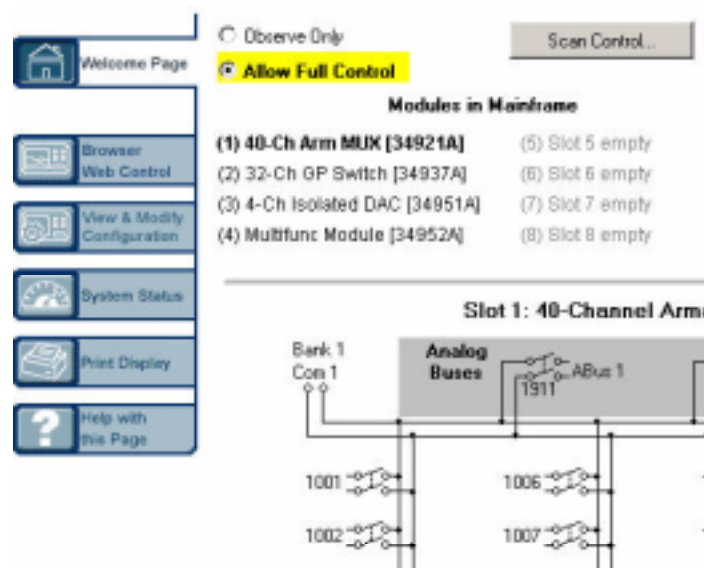 Welcome Page
Browser
Web Control
View & Modify
Configuration
System Status
Print Display
?
Help with
this Page
Observe Only
Scan Control...
Allow Full Control
Modules in Mainframe
(1) 40-Ch Arm MUX [34921A]
(5) Slot 5 empty
(2) 32-Ch GP Switch [34937A]
(6) Slot 6 empty
(3) 4-Ch Isolated DAC [34951A]
(7) Slot 7 empty
(4) Multifunc Module [34952A]
(8) Slot 8 empty
Slot 1: 40-Channel Arma
Bank 1
Com 1
Analog
Buses
ABus 1
1911
1001
1006
1002
1007